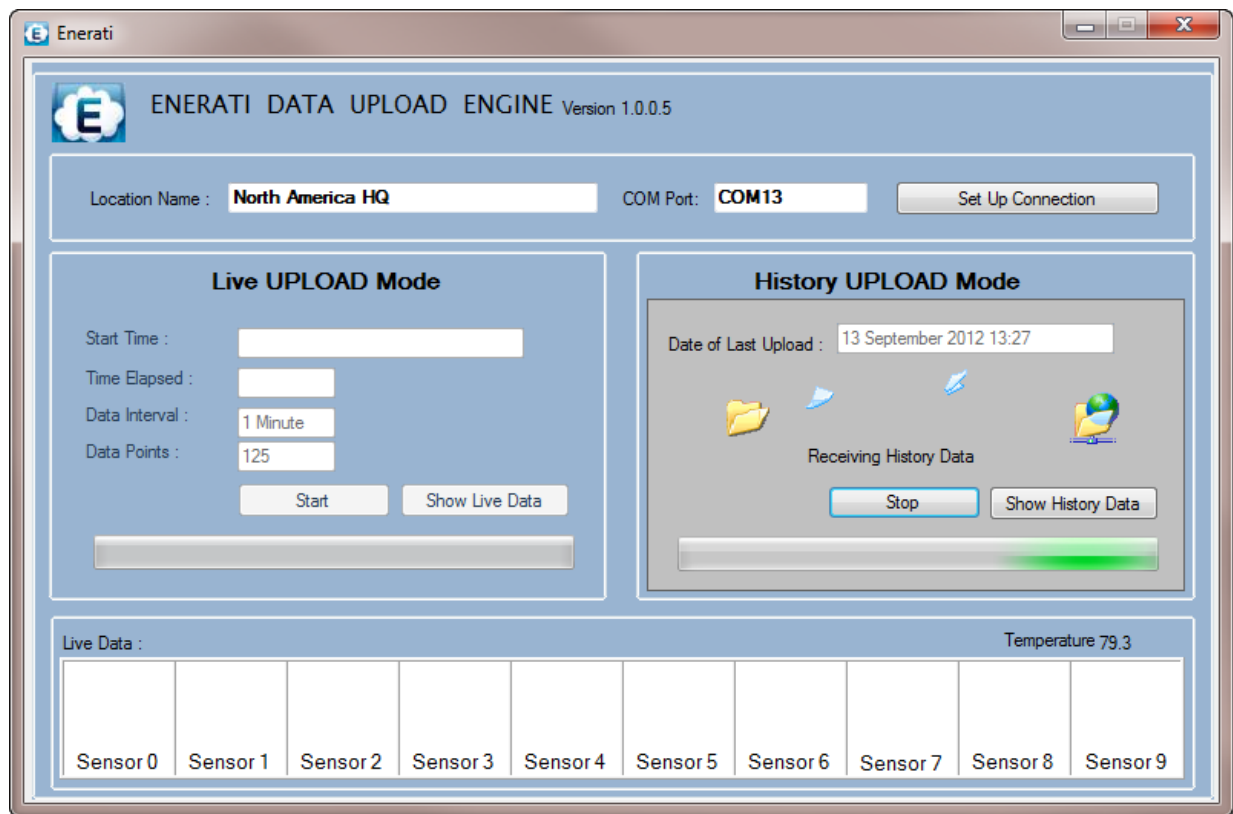 Enerati
ENERATI DATA UPLOAD ENGINE Version 1.0.0.5
Location Name : North America HQ COM Port: COM13 Set Up Connection
Live UPLOAD Mode
Start Time :
Time Elapsed :
Data Interval : 1 Minute
Data Points : 125
Start Show Live Data
History UPLOAD Mode
Date of Last Upload : 13 September 2012 13:27
Receiving History Data
Stop Show History Data
Live Data : Temperature 79.3
Sensor 0 Sensor 1 Sensor 2 Sensor 3 Sensor 4 Sensor 5 Sensor 6 Sensor 7 Sensor 8 Sensor 9